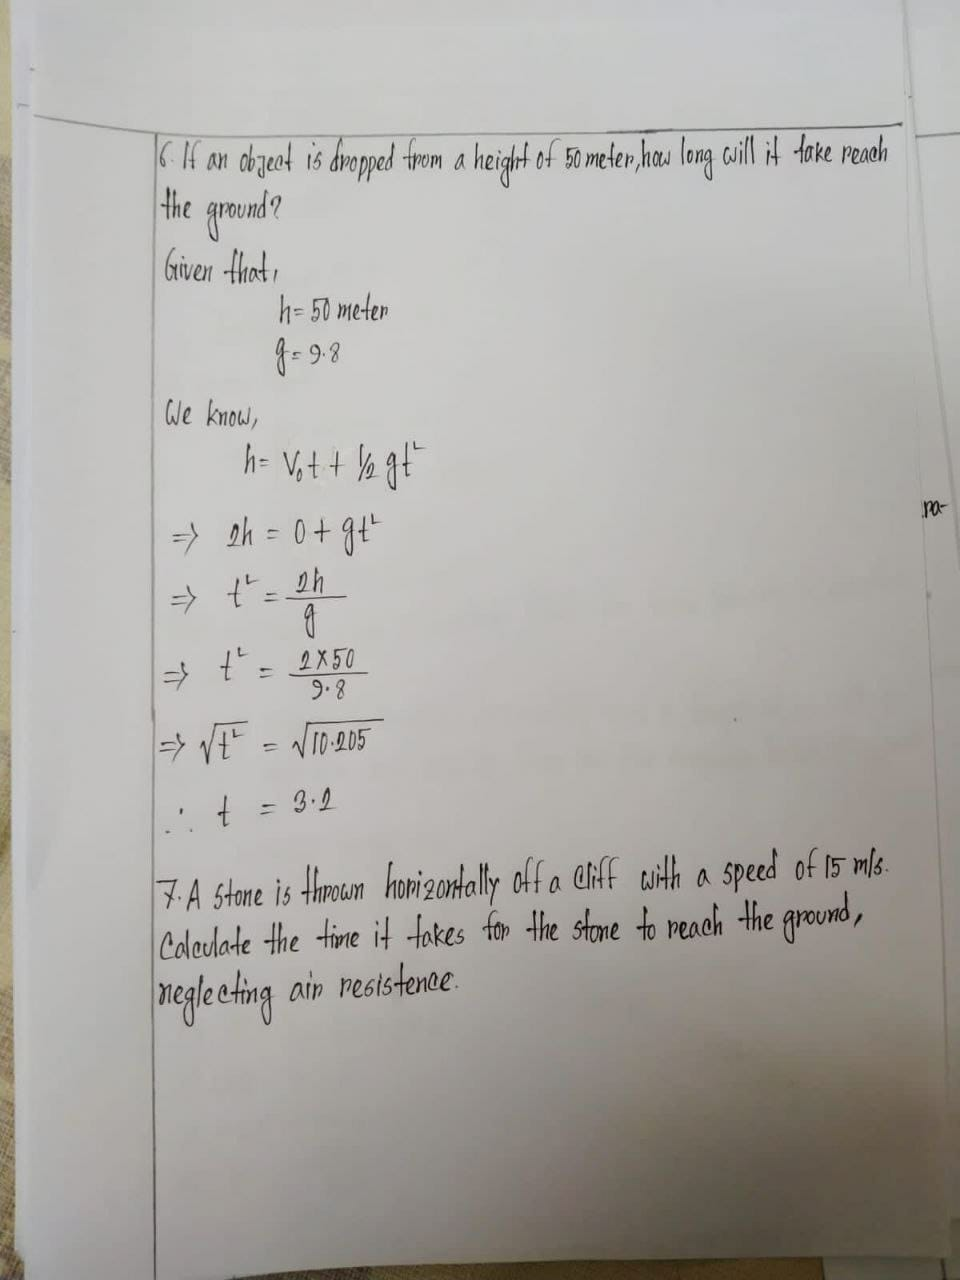 6. If an object is dropped from a height of 50 meter, how long will it take reach
the ground?
Given that,
h = 50 meter
g = 9.8
We know,
h = V₀t + ½ gt²
⇒ 2h = 0 + gt²
⇒ t² = 2h/g
⇒ t² = 2×50/9.8
⇒ √t² = √10.205
∴ t = 3.2
7. A stone is thrown horizontally off a cliff with a speed of 15 m/s.
Calculate the time it takes for the stone to reach the ground,
neglecting air resistence.